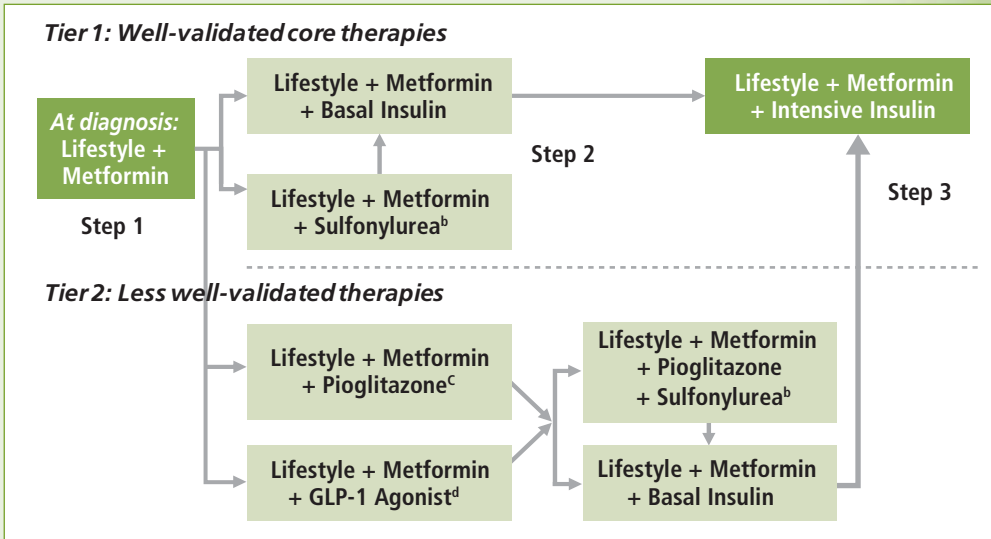 Tier 1: Well-validated core therapies
At diagnosis:
Lifestyle +
Metformin
Step 1
Lifestyle + Metformin
+ Basal Insulin
Lifestyle + Metformin
+ Sulfonylureaᵇ
Step 2
Lifestyle + Metformin
+ Intensive Insulin
Step 3
Tier 2: Less well-validated therapies
Lifestyle + Metformin
+ Pioglitazoneᶜ
Lifestyle + Metformin
+ GLP-1 Agonistᵈ
Lifestyle + Metformin
+ Pioglitazone
+ Sulfonylureaᵇ
Lifestyle + Metformin
+ Basal Insulin